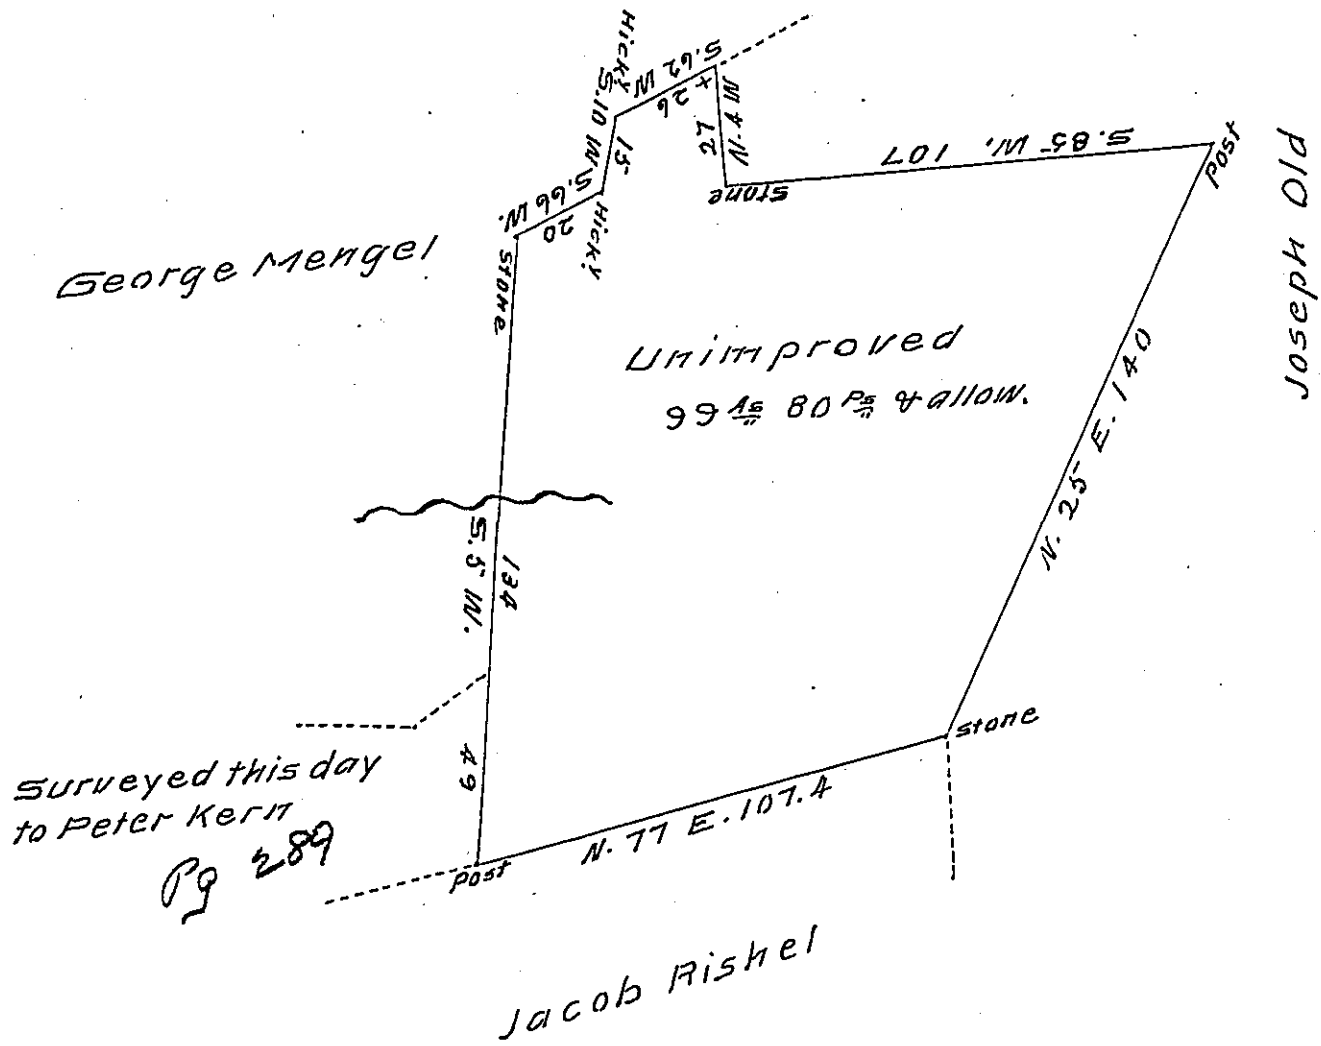 Hick.y
S.62 W
26
+
N.4 W
27
S.10 W
15
S.66 W.
20
Hick.y
stone
stone
S.85 W. 107
Post
Joseph Old
George Mengel
Unimproved
99 As 80 Ps & allow.
N. 25 E. 140
134
S.5 W.
49
stone
Surveyed this day
to Peter Kern
Pg 289
Post
N. 77 E. 107.4
Jacob Rishel